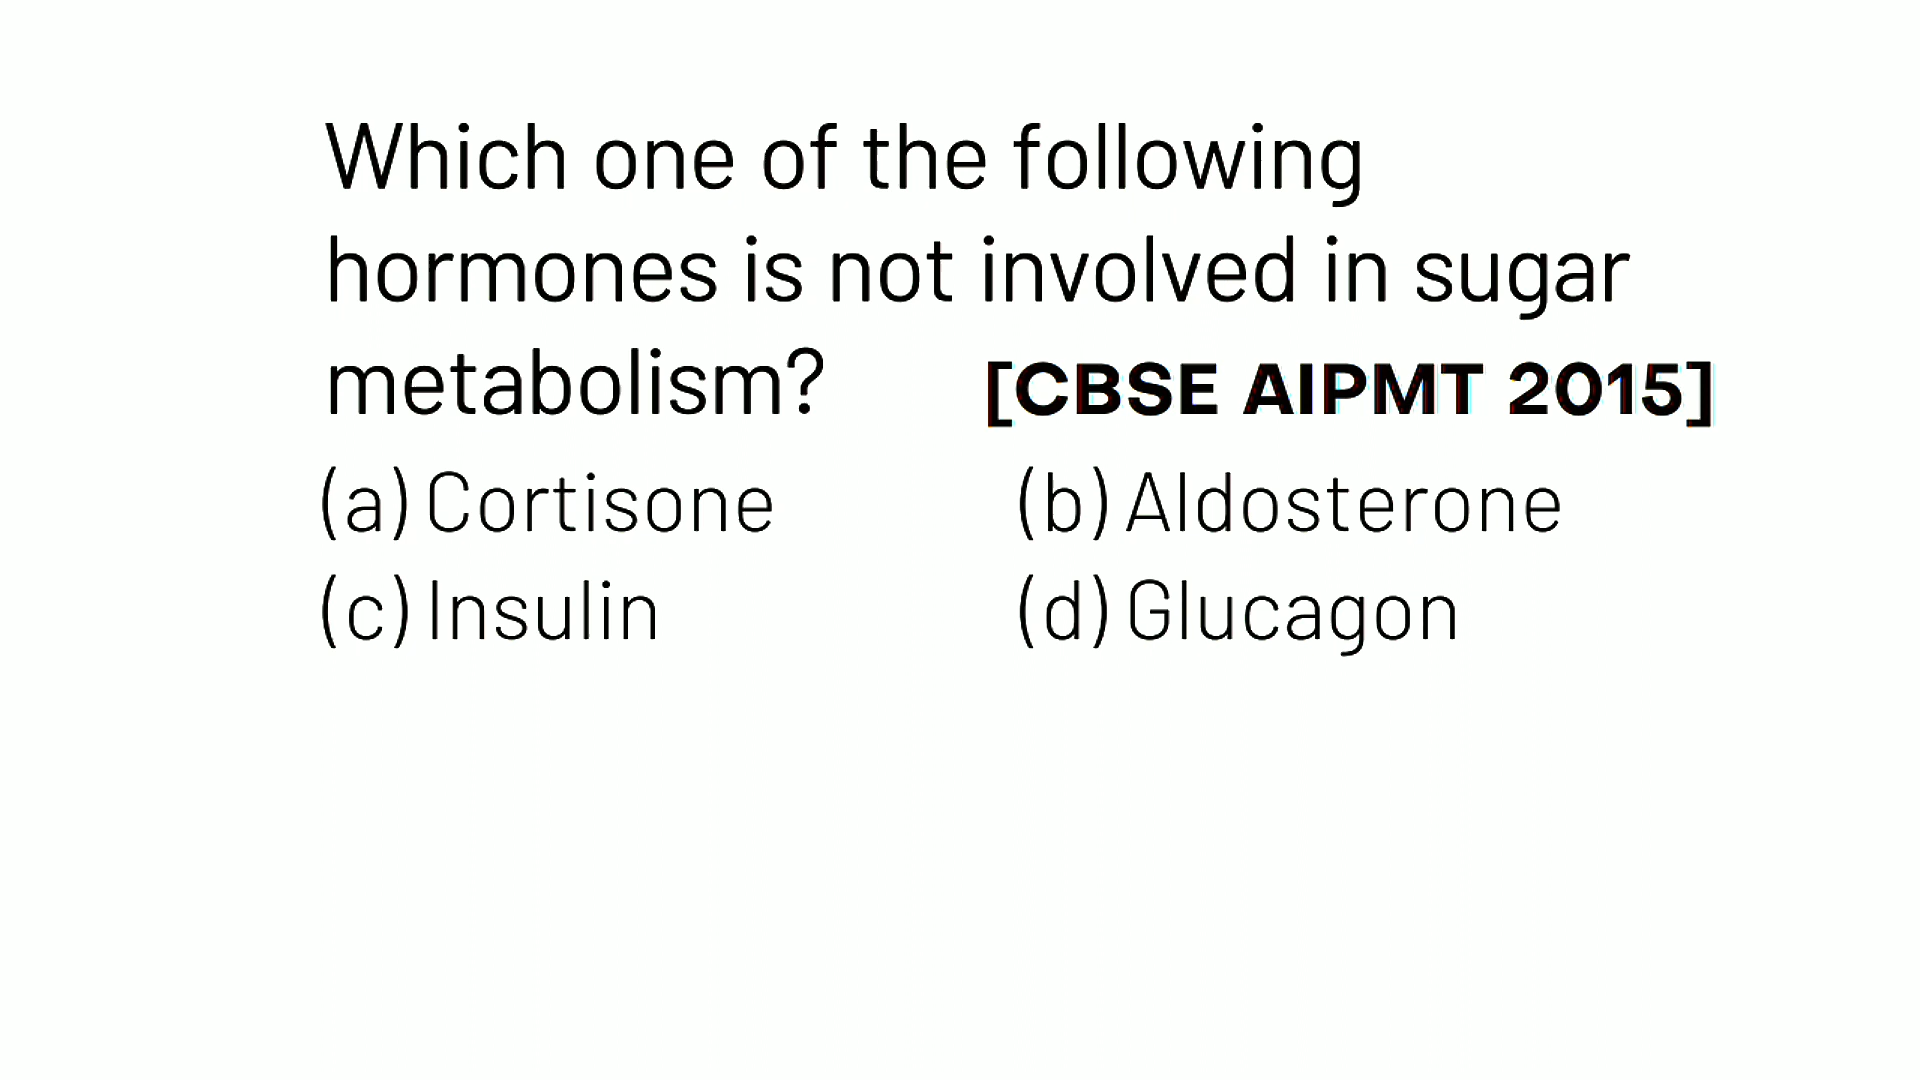 Which one of the following
hormones is not involved in sugar
metabolism? [CBSE AIPMT 2015]
(a) Cortisone (b) Aldosterone
(c) Insulin (d) Glucagon